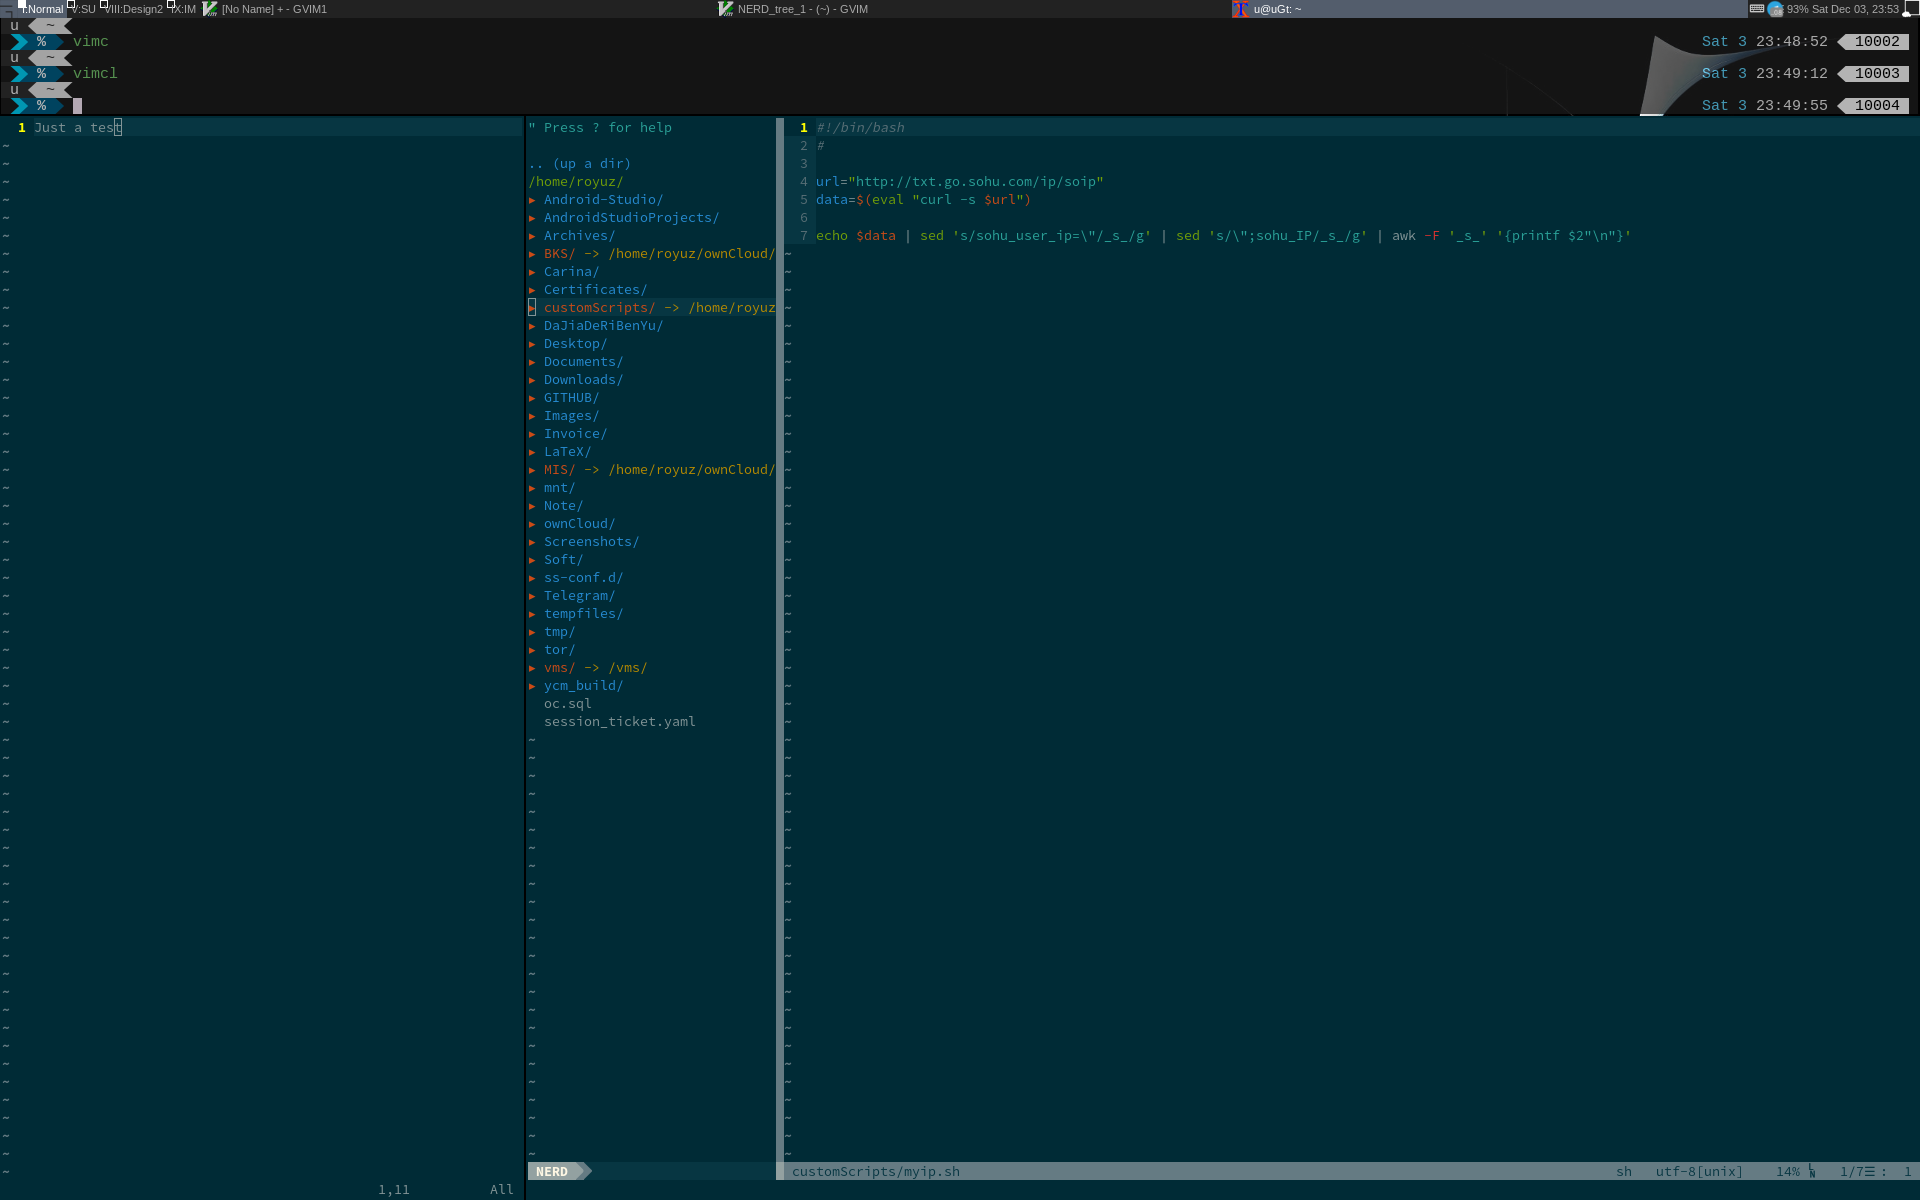 I:Normal V:SU VIII:Design2 IX:IM [No Name] + - GVIM1 NERD_tree_1 - (~) - GVIM u@uGt: ~ 93% Sat Dec 03, 23:53
u ~
% vimc Sat 3 23:48:52 10002
u ~
% vimcl Sat 3 23:49:12 10003
u ~
% Sat 3 23:49:55 10004
1 Just a test
1,11 All
" Press ? for help
.. (up a dir)
/home/royuz/
▸ Android-Studio/
▸ AndroidStudioProjects/
▸ Archives/
▸ BKS/ -> /home/royuz/ownCloud/
▸ Carina/
▸ Certificates/
▸ customScripts/ -> /home/royuz
▸ DaJiaDeRiBenYu/
▸ Desktop/
▸ Documents/
▸ Downloads/
▸ GITHUB/
▸ Images/
▸ Invoice/
▸ LaTeX/
▸ MIS/ -> /home/royuz/ownCloud/
▸ mnt/
▸ Note/
▸ ownCloud/
▸ Screenshots/
▸ Soft/
▸ ss-conf.d/
▸ Telegram/
▸ tempfiles/
▸ tmp/
▸ tor/
▸ vms/ -> /vms/
▸ ycm_build/
oc.sql
session_ticket.yaml
NERD
1 #!/bin/bash
2 #
3
4 url="http://txt.go.sohu.com/ip/soip"
5 data=$(eval "curl -s $url")
6
7 echo $data | sed 's/sohu_user_ip=\"/_s_/g' | sed 's/\";sohu_IP/_s_/g' | awk -F '_s_' '{printf $2"\n"}'
customScripts/myip.sh sh utf-8[unix] 14% 1/7☰ : 1